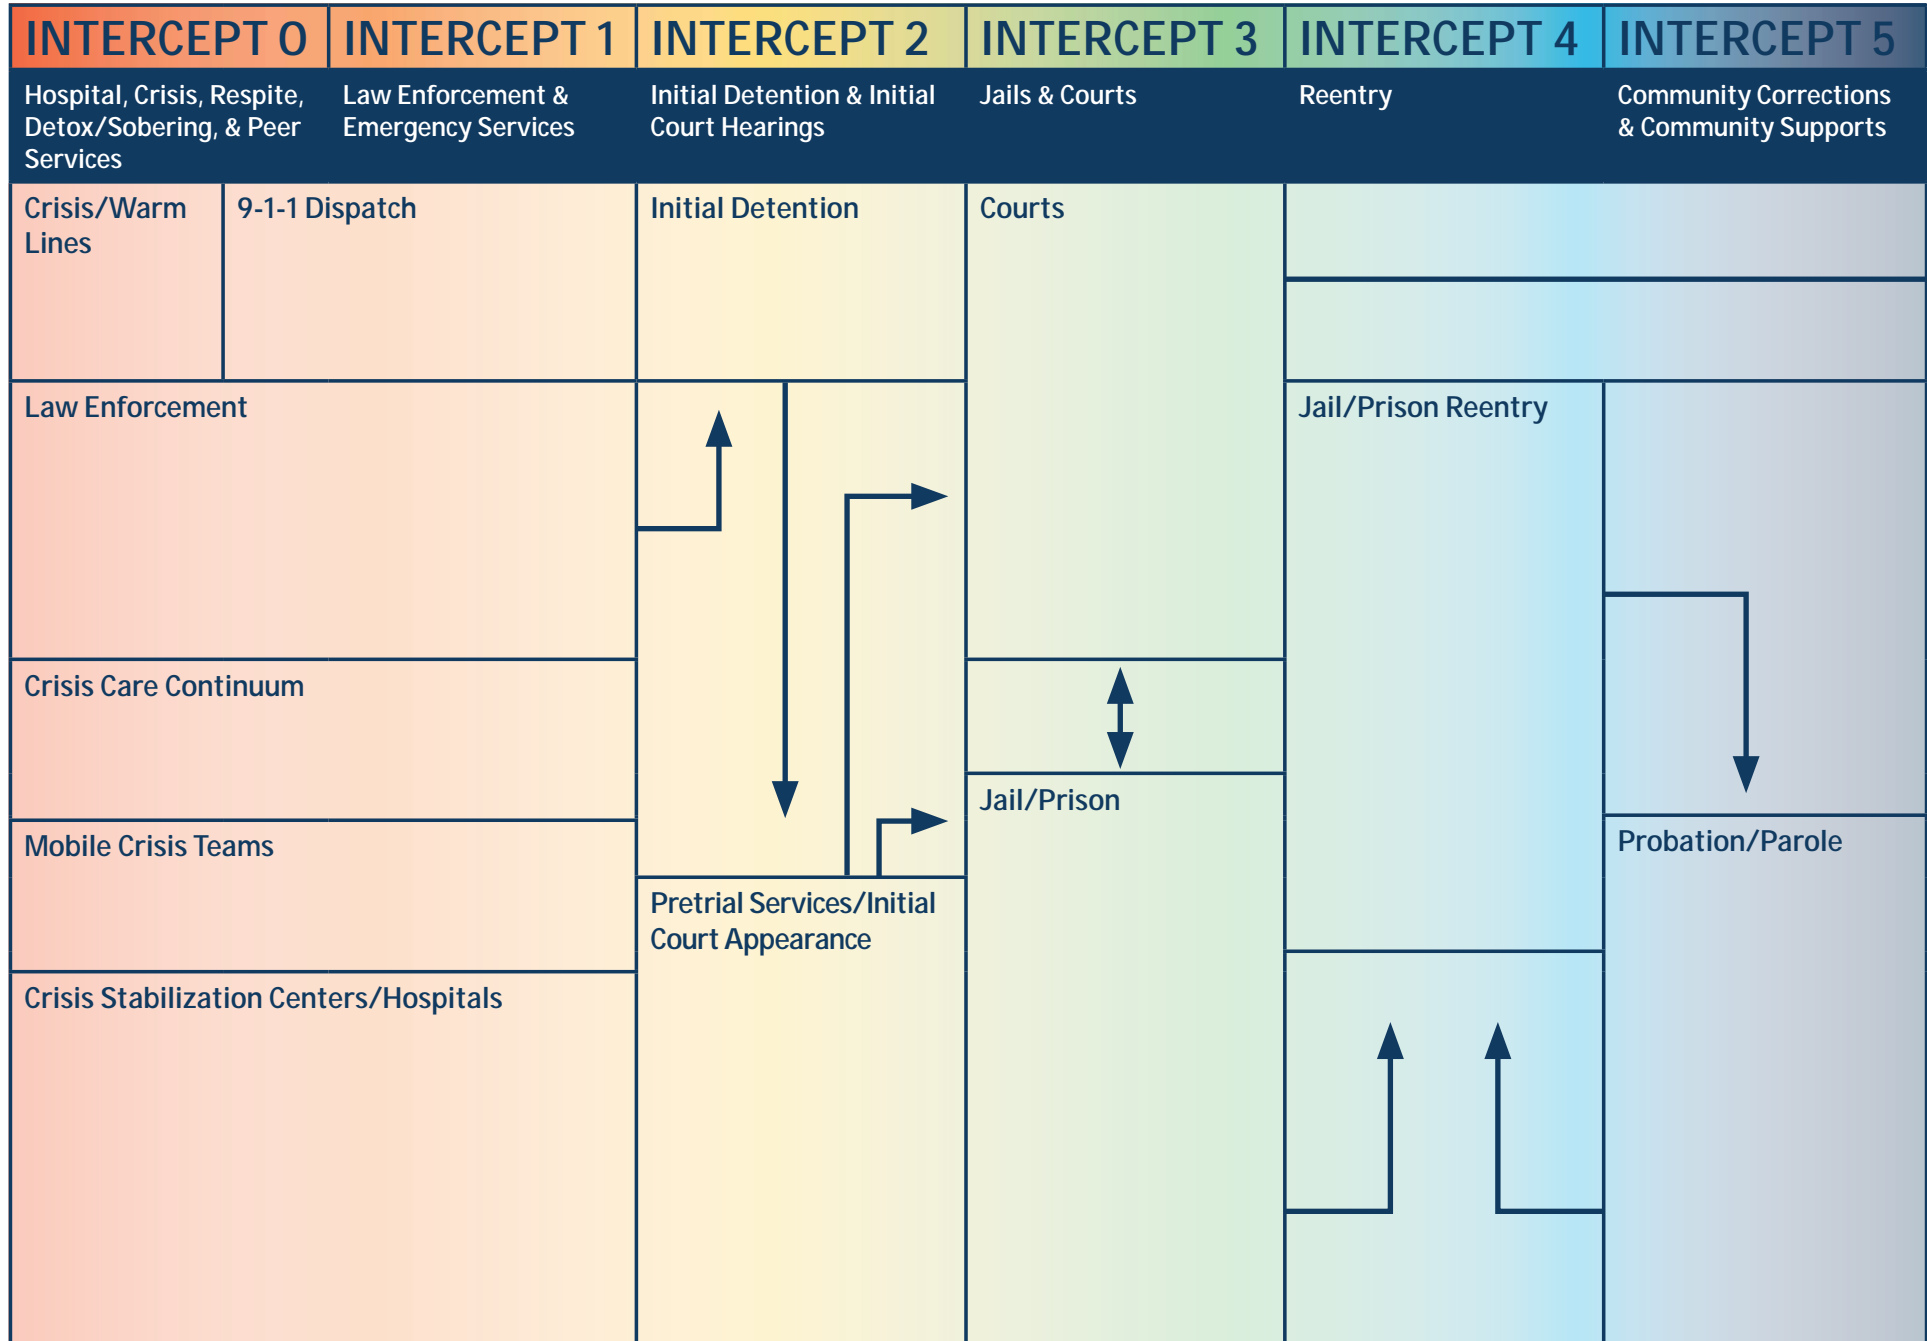 INTERCEPT 0
INTERCEPT 1
INTERCEPT 2
INTERCEPT 3
INTERCEPT 4
INTERCEPT 5
Hospital, Crisis, Respite,
Detox/Sobering, & Peer
Services
Law Enforcement &
Emergency Services
Initial Detention & Initial
Court Hearings
Jails & Courts
Reentry
Community Corrections
& Community Supports
Crisis/Warm
Lines
9-1-1 Dispatch
Initial Detention
Courts
Law Enforcement
Jail/Prison Reentry
Crisis Care Continuum
Jail/Prison
Mobile Crisis Teams
Probation/Parole
Pretrial Services/Initial
Court Appearance
Crisis Stabilization Centers/Hospitals